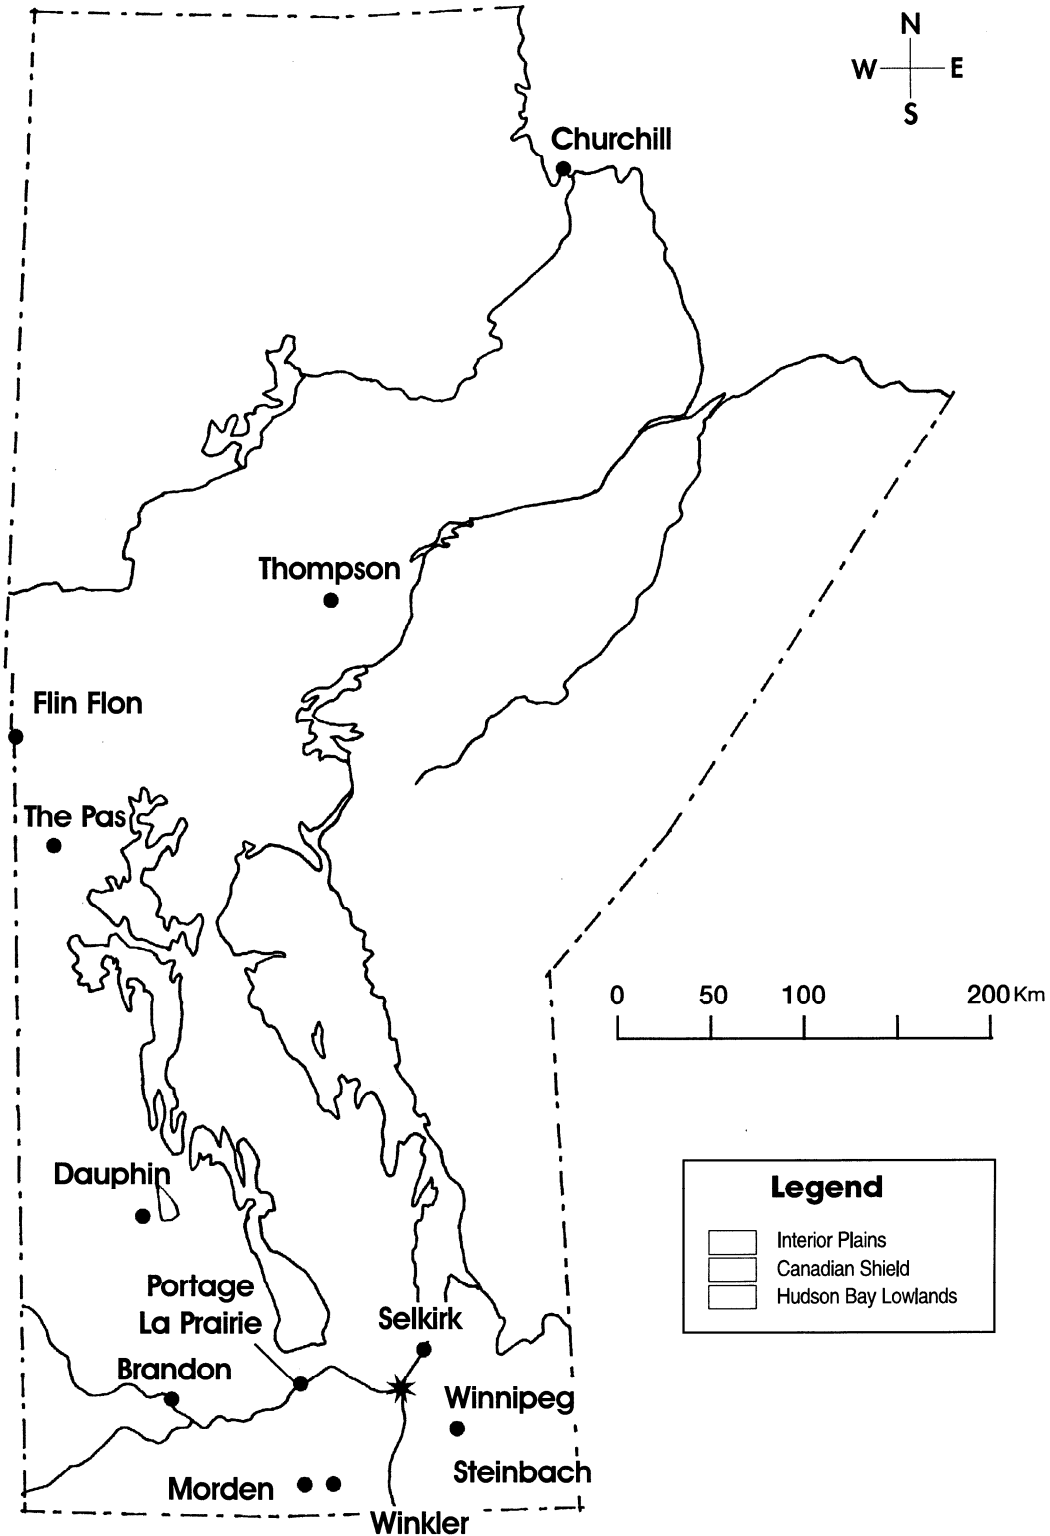 N
W E
S
Churchill
Thompson
Flin Flon
The Pas
0 50 100 200 Km
Dauphin
Legend
Interior Plains
Canadian Shield
Hudson Bay Lowlands
Portage
La Prairie
Selkirk
Brandon
Winnipeg
Steinbach
Morden
Winkler